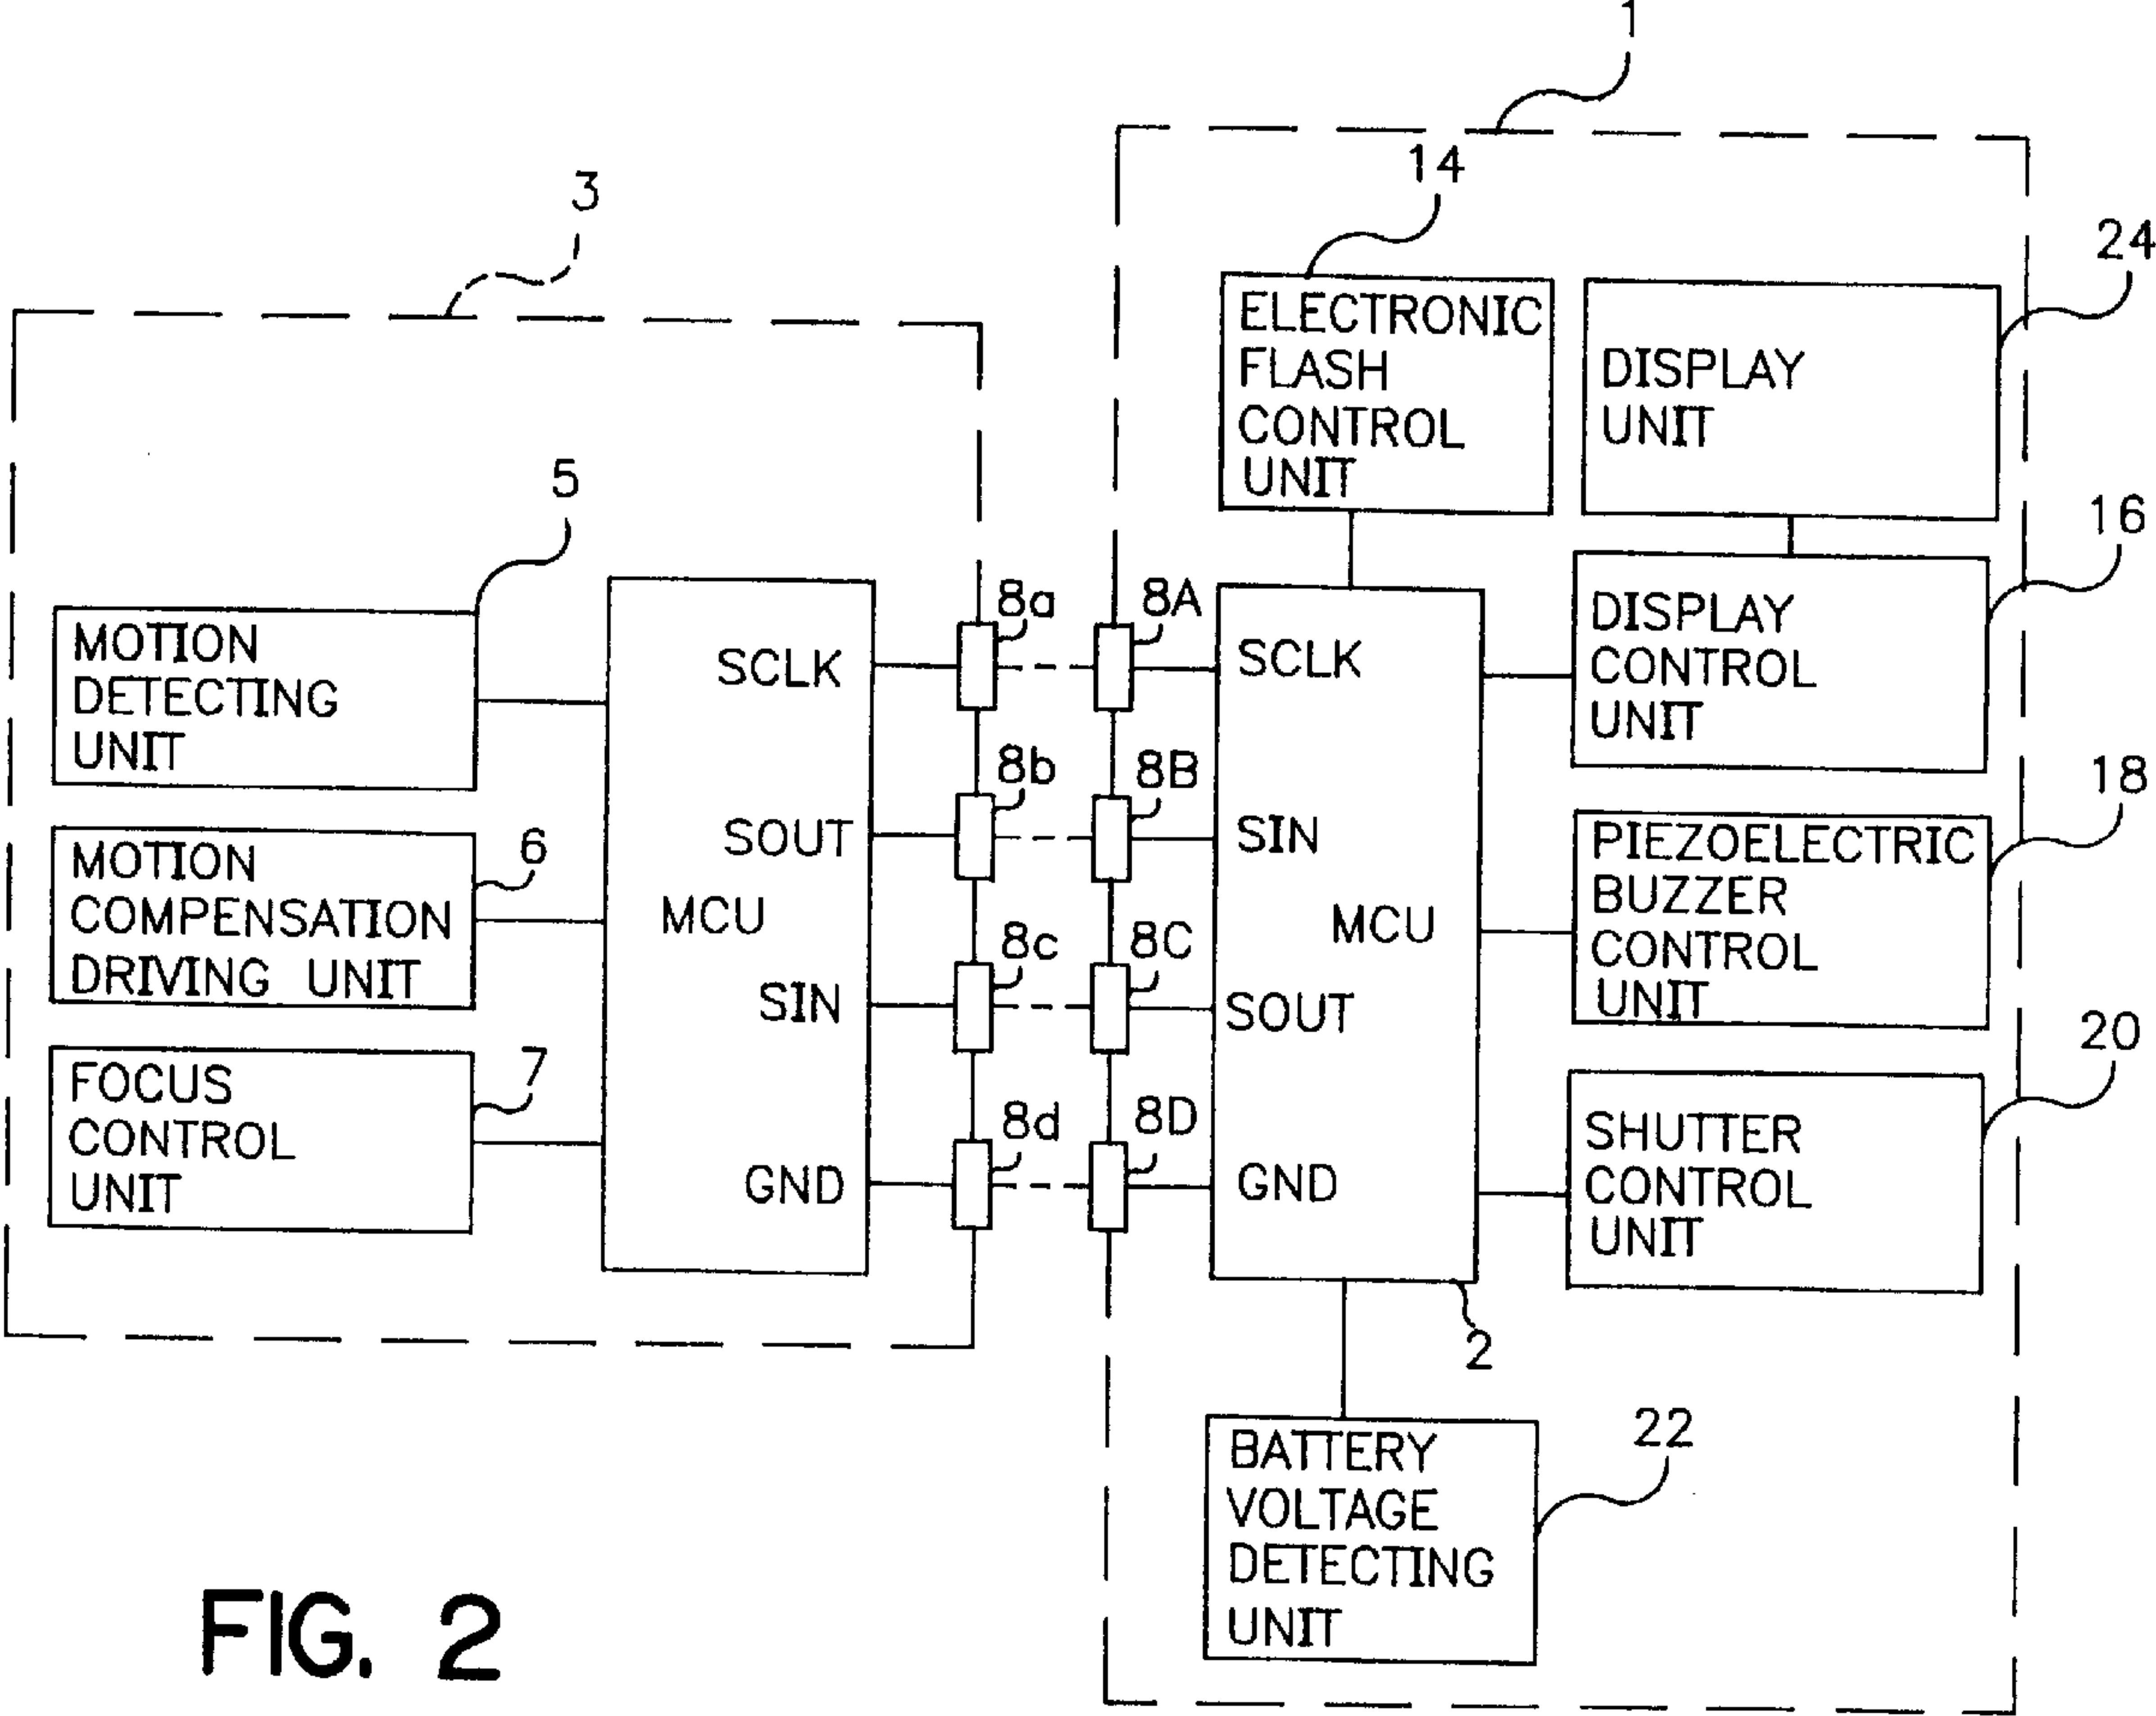 1
3
14
24
ELECTRONIC
FLASH
CONTROL
UNIT
DISPLAY
UNIT
5
16
8a
8A
MOTION
DETECTING
UNIT
SCLK
SCLK
DISPLAY
CONTROL
UNIT
8b
8B
18
6
MOTION
COMPENSATION
DRIVING UNIT
SOUT
SIN
PIEZOELECTRIC
BUZZER
CONTROL
UNIT
MCU
MCU
8c
8C
SIN
SOUT
20
7
FOCUS
CONTROL
UNIT
8d
8D
GND
GND
SHUTTER
CONTROL
UNIT
2
22
BATTERY
VOLTAGE
DETECTING
UNIT
FIG. 2